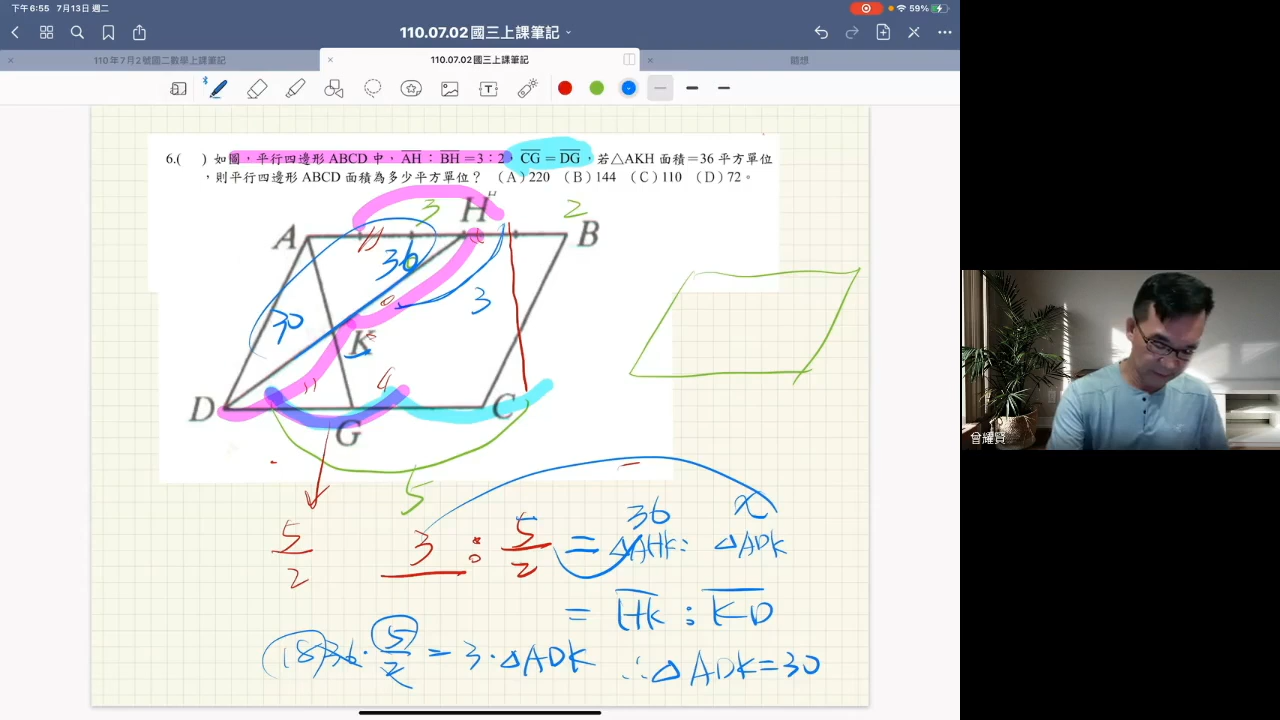 下午6:55 7月13日 週二
59%
110.07.02國三上課筆記
110年7月2號國二數學上課筆記
110.07.02國三上課筆記
隨想
6.( ) 如圖，平行四邊形 ABCD 中，AH：BH＝3：2，CG＝DG，若△AKH 面積＝36 平方單位
，則平行四邊形 ABCD 面積為多少平方單位？ （A）220 （B）144 （C）110 （D）72。
H
3 H 2
A B
36
30 3
K
4
D C
G
5
36 x
5/2 3 : 5/2 = △AHK : △ADK
= HK : KD
18 36 · 5/2 = 3 · △ADK ∴ △ADK = 30
曾耀賢